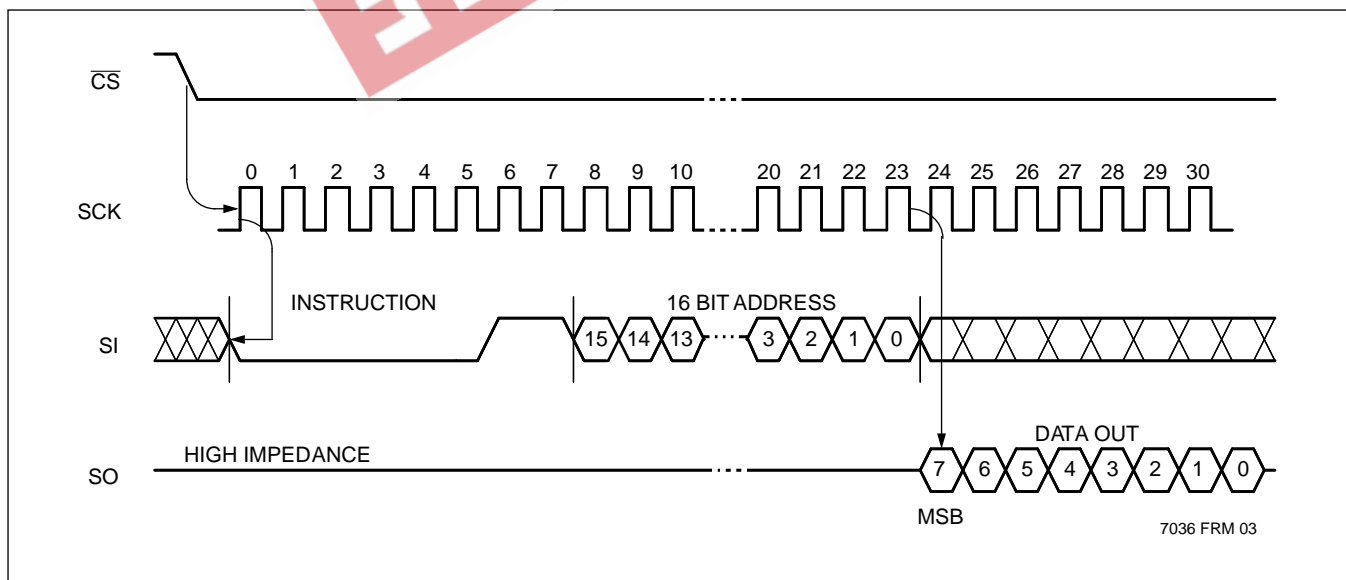 CS
0 1 2 3 4 5 6 7 8 9 10 20 21 22 23 24 25 26 27 28 29 30
SCK
INSTRUCTION 16 BIT ADDRESS
SI 15 14 13 3 2 1 0
HIGH IMPEDANCE DATA OUT
SO 7 6 5 4 3 2 1 0
MSB
7036 FRM 03